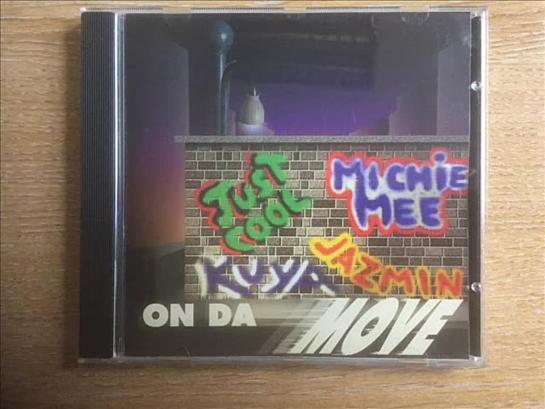 JUST
COOL
MICHIE
MEE
KUYA
JAZMIN
ON DA MOVE